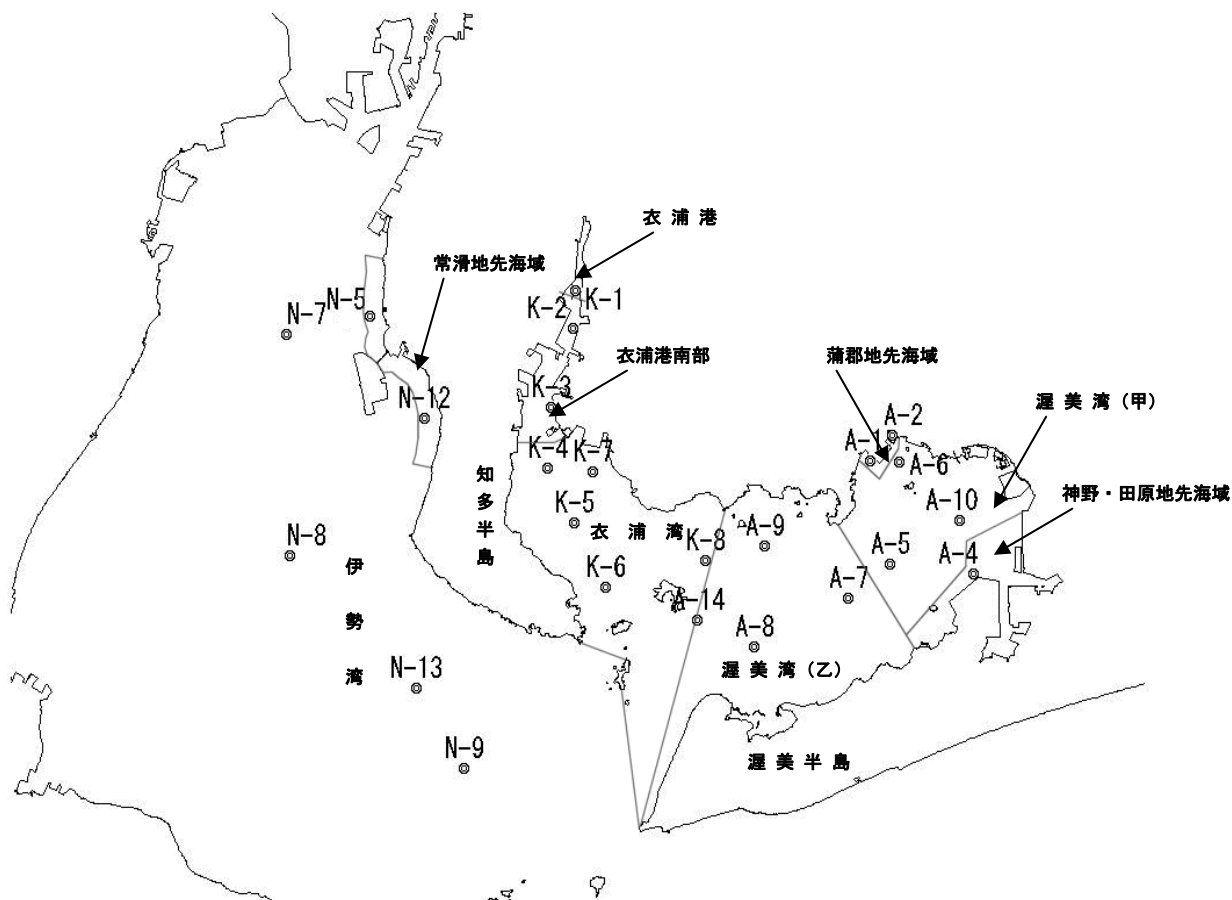 衣 浦 港
常滑地先海域
N-5
N-7
K-2
K-1
衣浦港南部
蒲郡地先海域
K-3
N-12
渥 美 湾（甲）
A-2
A-1
A-6
K-4
K-7
神野・田原地先海域
知多半島
A-10
K-5
衣 浦 湾
A-9
K-8
A-5
A-4
N-8
伊勢湾
K-6
A-7
A-14
A-8
渥 美 湾（乙）
N-13
N-9
渥 美 半 島